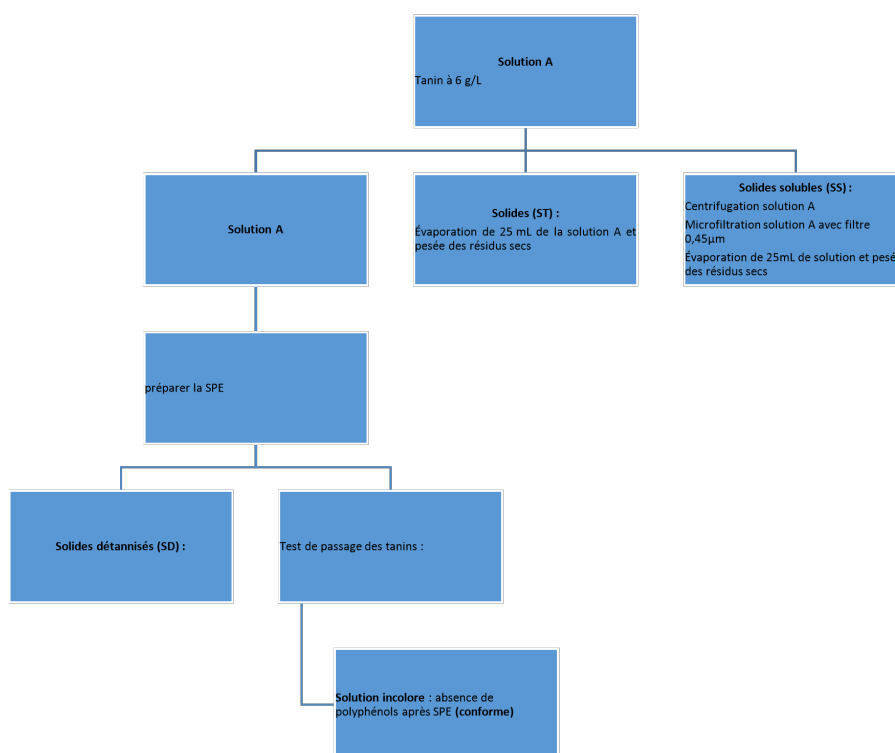 Solution A
Tanin à 6 g/L
Solution A
Solides (ST) :
Évaporation de 25 mL de la solution A et
pesée des résidus secs
Solides solubles (SS) :
Centrifugation solution A
Microfiltration solution A avec filtre
0,45µm
Évaporation de 25mL de solution et pesée
des résidus secs
préparer la SPE
Solides détannisés (SD) :
Test de passage des tanins :
Solution incolore : absence de
polyphénols après SPE (conforme)